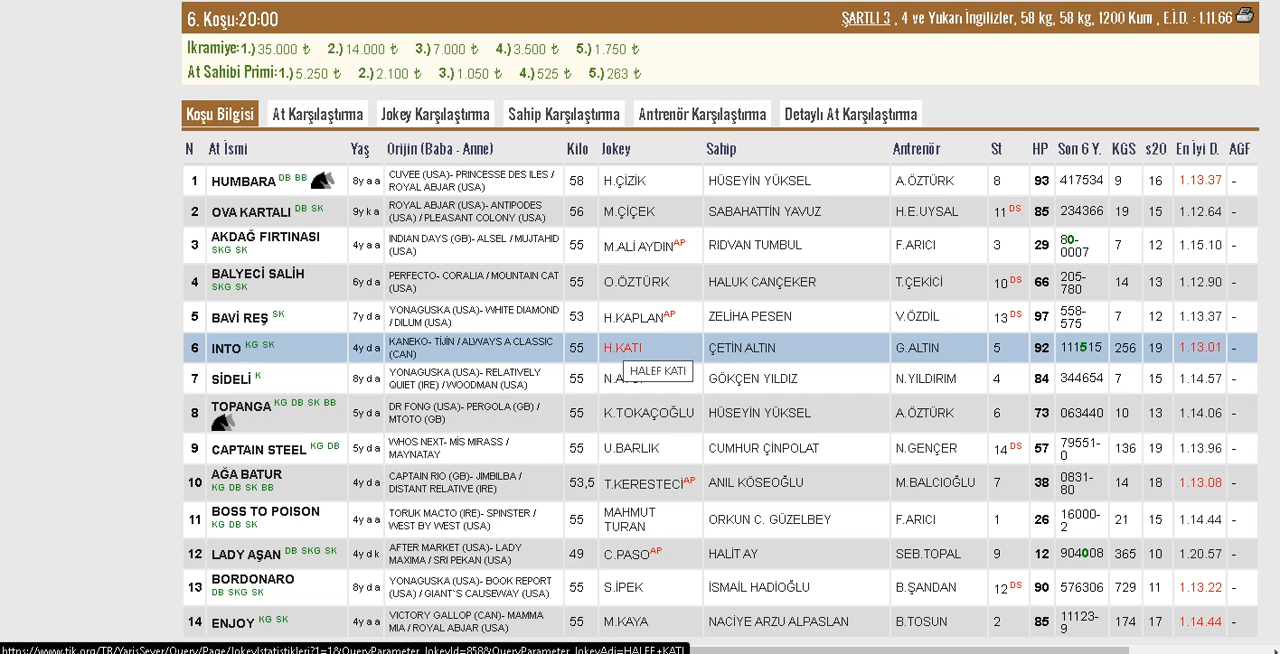 6. Koşu:20:00 ŞARTLI 3 , 4 ve Yukarı İngilizler, 58 kg, 58 kg, 1200 Kum , E.İ.D. : 1.11.66
İkramiye:1.) 35.000 ₺ 2.) 14.000 ₺ 3.) 7.000 ₺ 4.) 3.500 ₺ 5.) 1.750 ₺
At Sahibi Primi:1.) 5.250 ₺ 2.) 2.100 ₺ 3.) 1.050 ₺ 4.) 525 ₺ 5.) 263 ₺
Koşu Bilgisi At Karşılaştırma Jokey Karşılaştırma Sahip Karşılaştırma Antrenör Karşılaştırma Detaylı At Karşılaştırma
N At İsmi Yaş Orijin (Baba - Anne) Kilo Jokey Sahip Antrenör St HP Son 6 Y. KGS s20 En İyi D. AGF
1 HUMBARA DB BB 8y a a CUVEE (USA)- PRINCESSE DES ILES / ROYAL ABJAR (USA) 58 H.ÇİZİK HÜSEYİN YÜKSEL A.ÖZTÜRK 8 93 417534 9 16 1.13.37 -
2 OVA KARTALI DB SK 9y k a ROYAL ABJAR (USA)- ANTIPODES (USA) / PLEASANT COLONY (USA) 56 M.ÇİÇEK SABAHATTİN YAVUZ H.E.UYSAL 11 DS 85 234366 19 15 1.12.64 -
3 AKDAĞ FIRTINASI SKG SK 4y a a INDIAN DAYS (GB)- ALSEL / MUJTAHID (USA) 55 M.ALİ AYDIN AP RIDVAN TUMBUL F.ARICI 3 29 80-0007 7 12 1.15.10 -
4 BALYECİ SALİH SKG SK 6y d a PERFECTO- CORALIA / MOUNTAIN CAT (USA) 55 O.ÖZTÜRK HALUK CANÇEKER T.ÇEKİCİ 10 DS 66 205-780 14 13 1.12.90 -
5 BAVİ REŞ SK 7y d a YONAGUSKA (USA)- WHITE DIAMOND / DILUM (USA) 53 H.KAPLAN AP ZELİHA PESEN V.ÖZDİL 13 DS 97 558-575 7 12 1.13.37 -
6 INTO KG SK 4y d a KANEKO- TİJİN / ALWAYS A CLASSIC (CAN) 55 H.KATI ÇETİN ALTIN G.ALTIN 5 92 111515 256 19 1.13.01 -
HALEF KATI
7 SİDELİ K 8y d a YONAGUSKA (USA)- RELATIVELY QUIET (IRE) / WOODMAN (USA) 55 GÖKÇEN YILDIZ N.YILDIRIM 4 84 344654 7 15 1.14.57 -
8 TOPANGA KG DB SK BB 5y d a DR FONG (USA)- PERGOLA (GB) / MTOTO (GB) 55 K.TOKAÇOĞLU HÜSEYİN YÜKSEL A.ÖZTÜRK 6 73 063440 10 13 1.14.06 -
9 CAPTAIN STEEL KG DB 5y d a WHOS NEXT- MİS MIRASS / MAYNATAY 55 U.BARLIK CUMHUR ÇİNPOLAT N.GENÇER 14 DS 57 79551-0 136 19 1.13.96 -
10 AĞA BATUR KG DB SK BB 4y d a CAPTAIN RIO (GB)- JIMBILBA / DISTANT RELATIVE (IRE) 53,5 T.KERESTECİ AP ANIL KÖSEOĞLU M.BALCIOĞLU 7 38 0831-80 14 18 1.13.08 -
11 BOSS TO POISON KG DB SK 4y a a TORUK MACTO (IRE)- SPINSTER / WEST BY WEST (USA) 55 MAHMUT TURAN ORKUN C. GÜZELBEY F.ARICI 1 26 16000-2 21 15 1.14.44 -
12 LADY AŞAN DB SKG SK 4y d k AFTER MARKET (USA)- LADY MAXIMA / SRI PEKAN (USA) 49 C.PASO AP HALİT AY SEB.TOPAL 9 12 904008 365 10 1.20.57 -
13 BORDONARO DB SKG SK 8y d a YONAGUSKA (USA)- BOOK REPORT (USA) / GIANT`S CAUSEWAY (USA) 55 S.İPEK İSMAİL HADİOĞLU B.ŞANDAN 12 DS 90 576306 729 11 1.13.22 -
14 ENJOY KG SK 4y a a VICTORY GALLOP (CAN)- MAMMA MIA / ROYAL ABJAR (USA) 55 M.KAYA NACİYE ARZU ALPASLAN B.TOSUN 2 85 11123-9 174 17 1.14.44 -